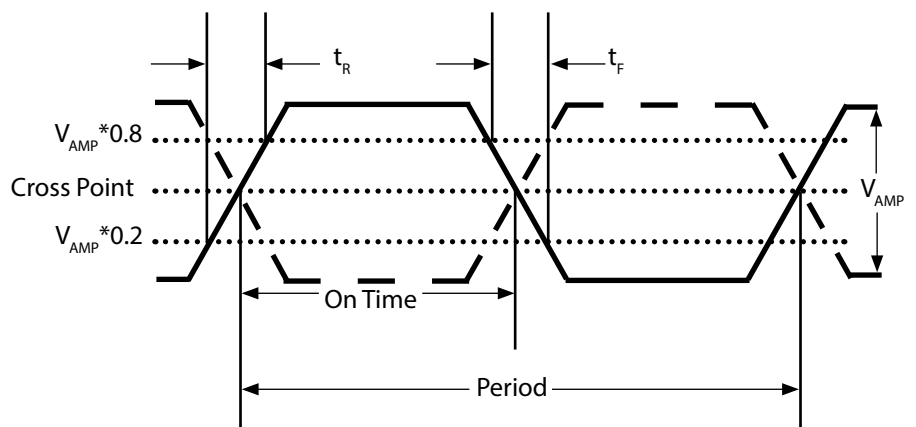 t_R
t_F
V_AMP*0.8
Cross Point
V_AMP
V_AMP*0.2
On Time
Period